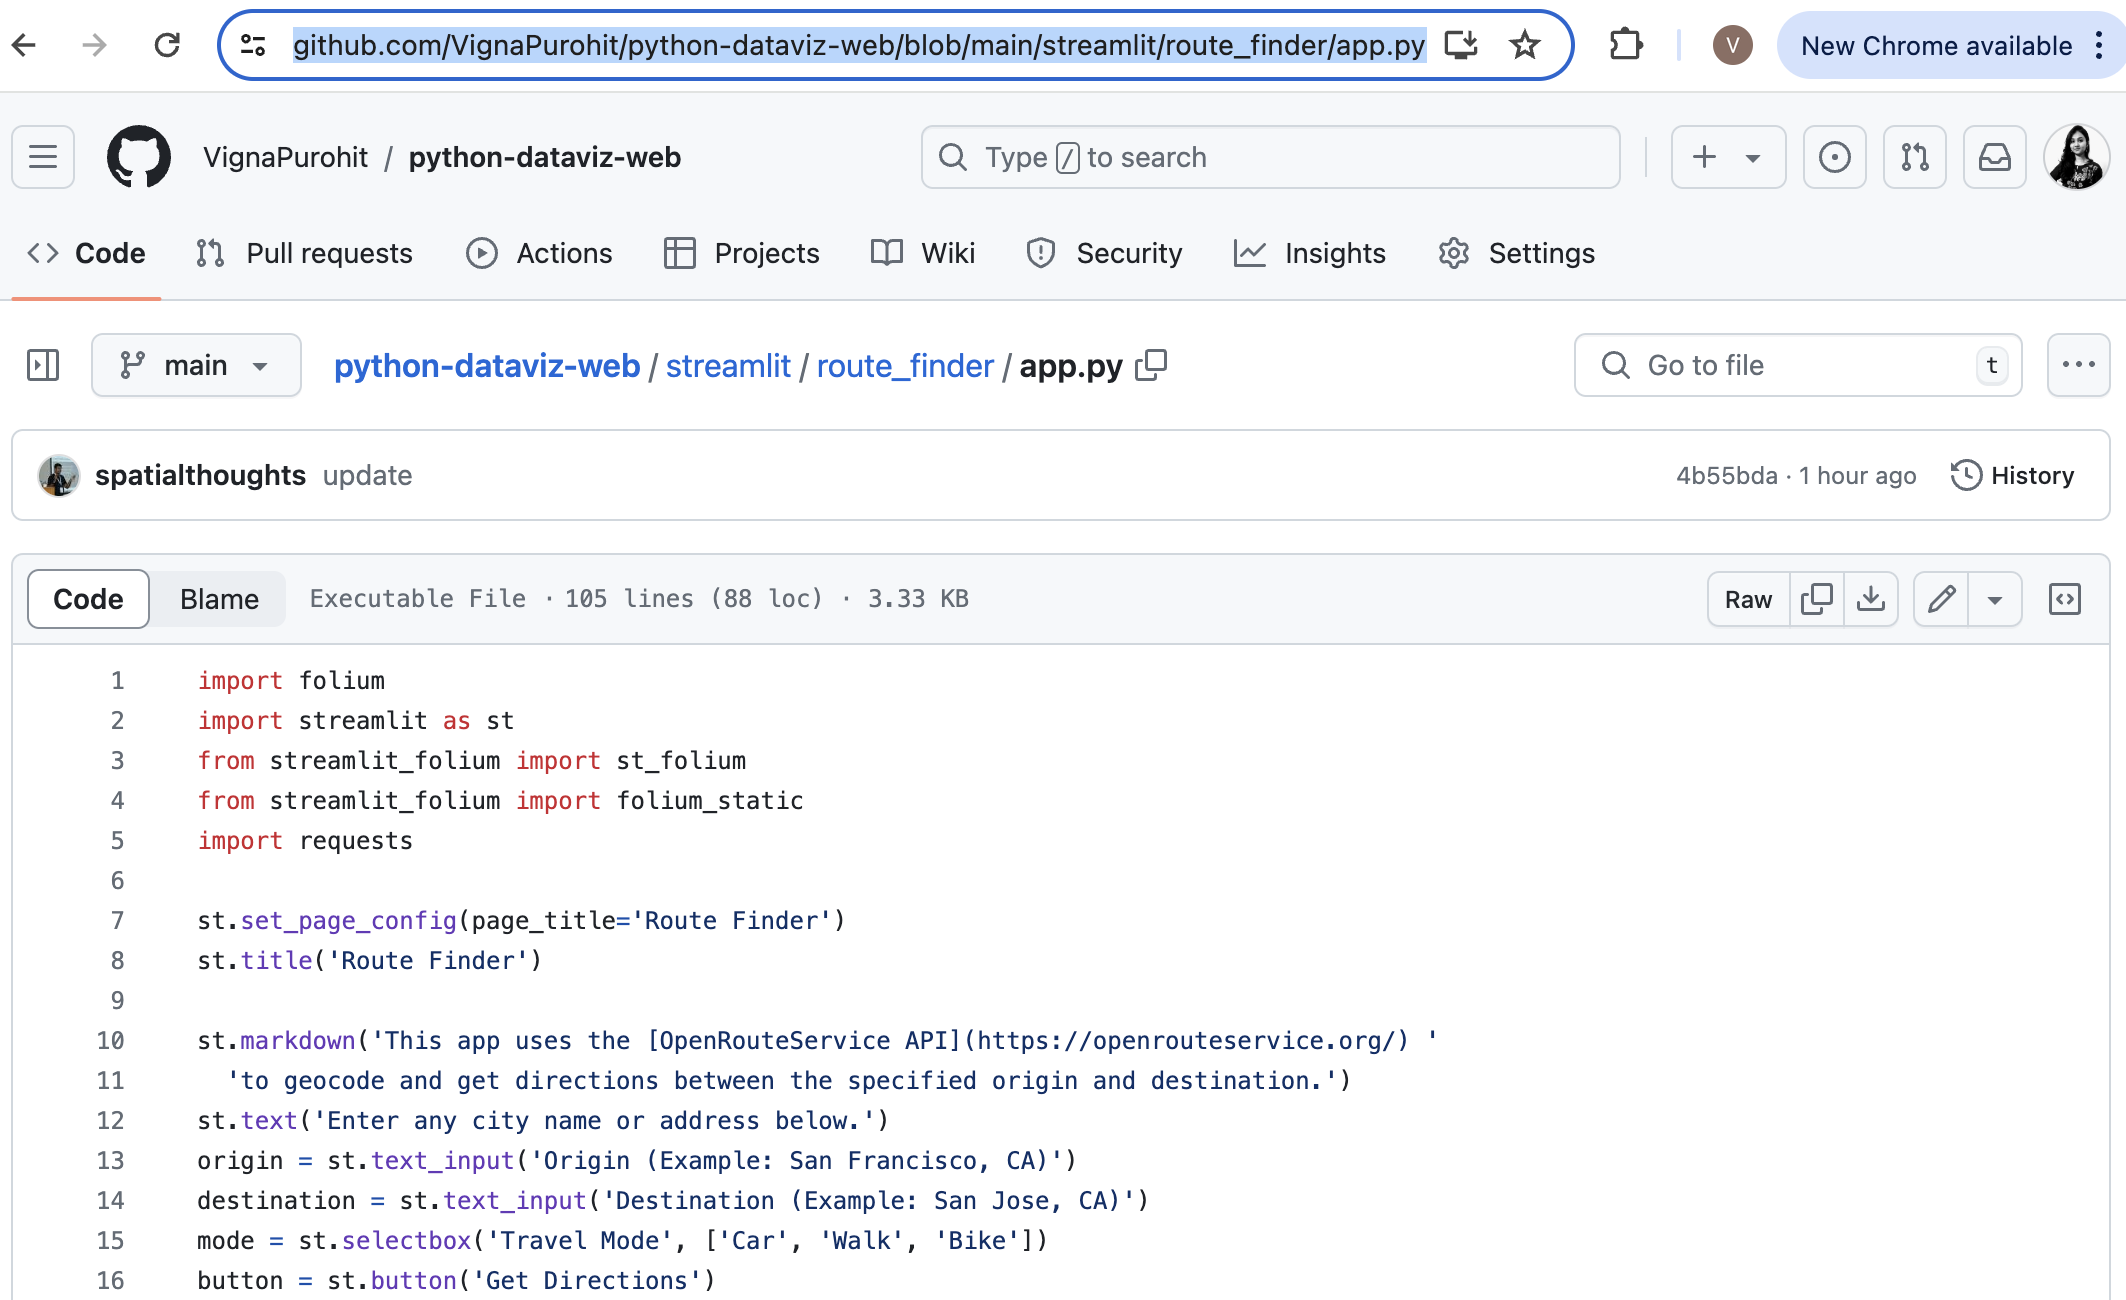 github.com/VignaPurohit/python-dataviz-web/blob/main/streamlit/route_finder/app.py
V
New Chrome available
VignaPurohit / python-dataviz-web
Type / to search
Code
Pull requests
Actions
Projects
Wiki
Security
Insights
Settings
main
python-dataviz-web / streamlit / route_finder / app.py
Go to file
t
spatialthoughts update
4b55bda · 1 hour ago
History
Code
Blame
Executable File · 105 lines (88 loc) · 3.33 KB
Raw
1 import folium
2 import streamlit as st
3 from streamlit_folium import st_folium
4 from streamlit_folium import folium_static
5 import requests
6
7 st.set_page_config(page_title='Route Finder')
8 st.title('Route Finder')
9
10 st.markdown('This app uses the [OpenRouteService API](https://openrouteservice.org/) '
11   'to geocode and get directions between the specified origin and destination.')
12 st.text('Enter any city name or address below.')
13 origin = st.text_input('Origin (Example: San Francisco, CA)')
14 destination = st.text_input('Destination (Example: San Jose, CA)')
15 mode = st.selectbox('Travel Mode', ['Car', 'Walk', 'Bike'])
16 button = st.button('Get Directions')